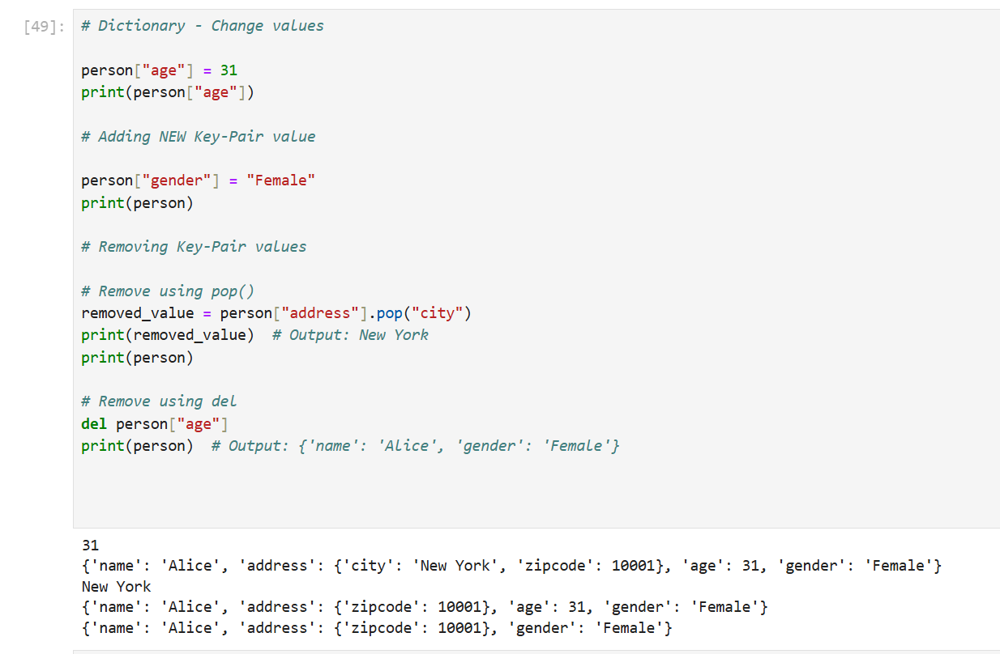 [49]:
# Dictionary - Change values
person["age"] = 31
print(person["age"])
# Adding NEW Key-Pair value
person["gender"] = "Female"
print(person)
# Removing Key-Pair values
# Remove using pop()
removed_value = person["address"].pop("city")
print(removed_value)  # Output: New York
print(person)
# Remove using del
del person["age"]
print(person)  # Output: {'name': 'Alice', 'gender': 'Female'}
31
{'name': 'Alice', 'address': {'city': 'New York', 'zipcode': 10001}, 'age': 31, 'gender': 'Female'}
New York
{'name': 'Alice', 'address': {'zipcode': 10001}, 'age': 31, 'gender': 'Female'}
{'name': 'Alice', 'address': {'zipcode': 10001}, 'gender': 'Female'}